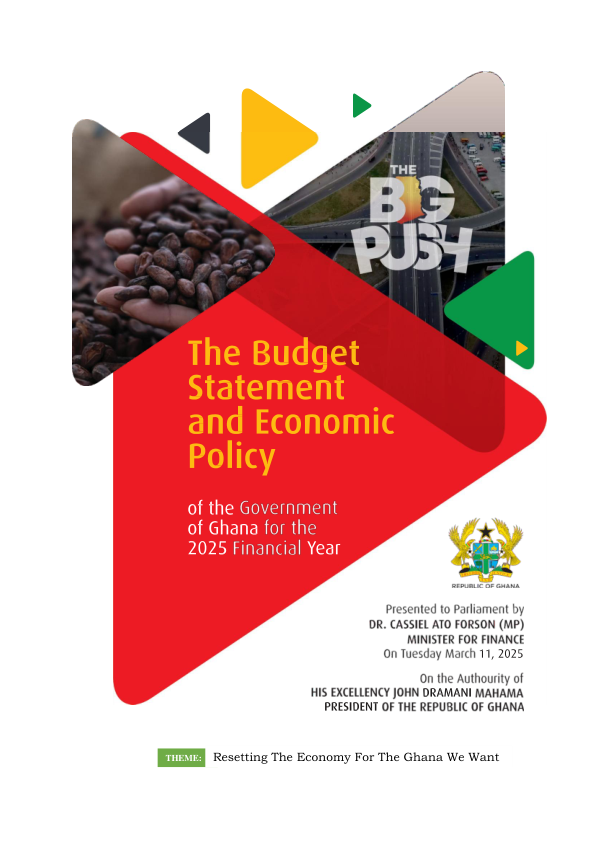 THE
BIG
PUSH
The Budget
Statement
and Economic
Policy
of the Government
of Ghana for the
2025 Financial Year
REPUBLIC OF GHANA
Presented to Parliament by
DR. CASSIEL ATO FORSON (MP)
MINISTER FOR FINANCE
On Tuesday March 11, 2025
On the Authourity of
HIS EXCELLENCY JOHN DRAMANI MAHAMA
PRESIDENT OF THE REPUBLIC OF GHANA
THEME: Resetting The Economy For The Ghana We Want